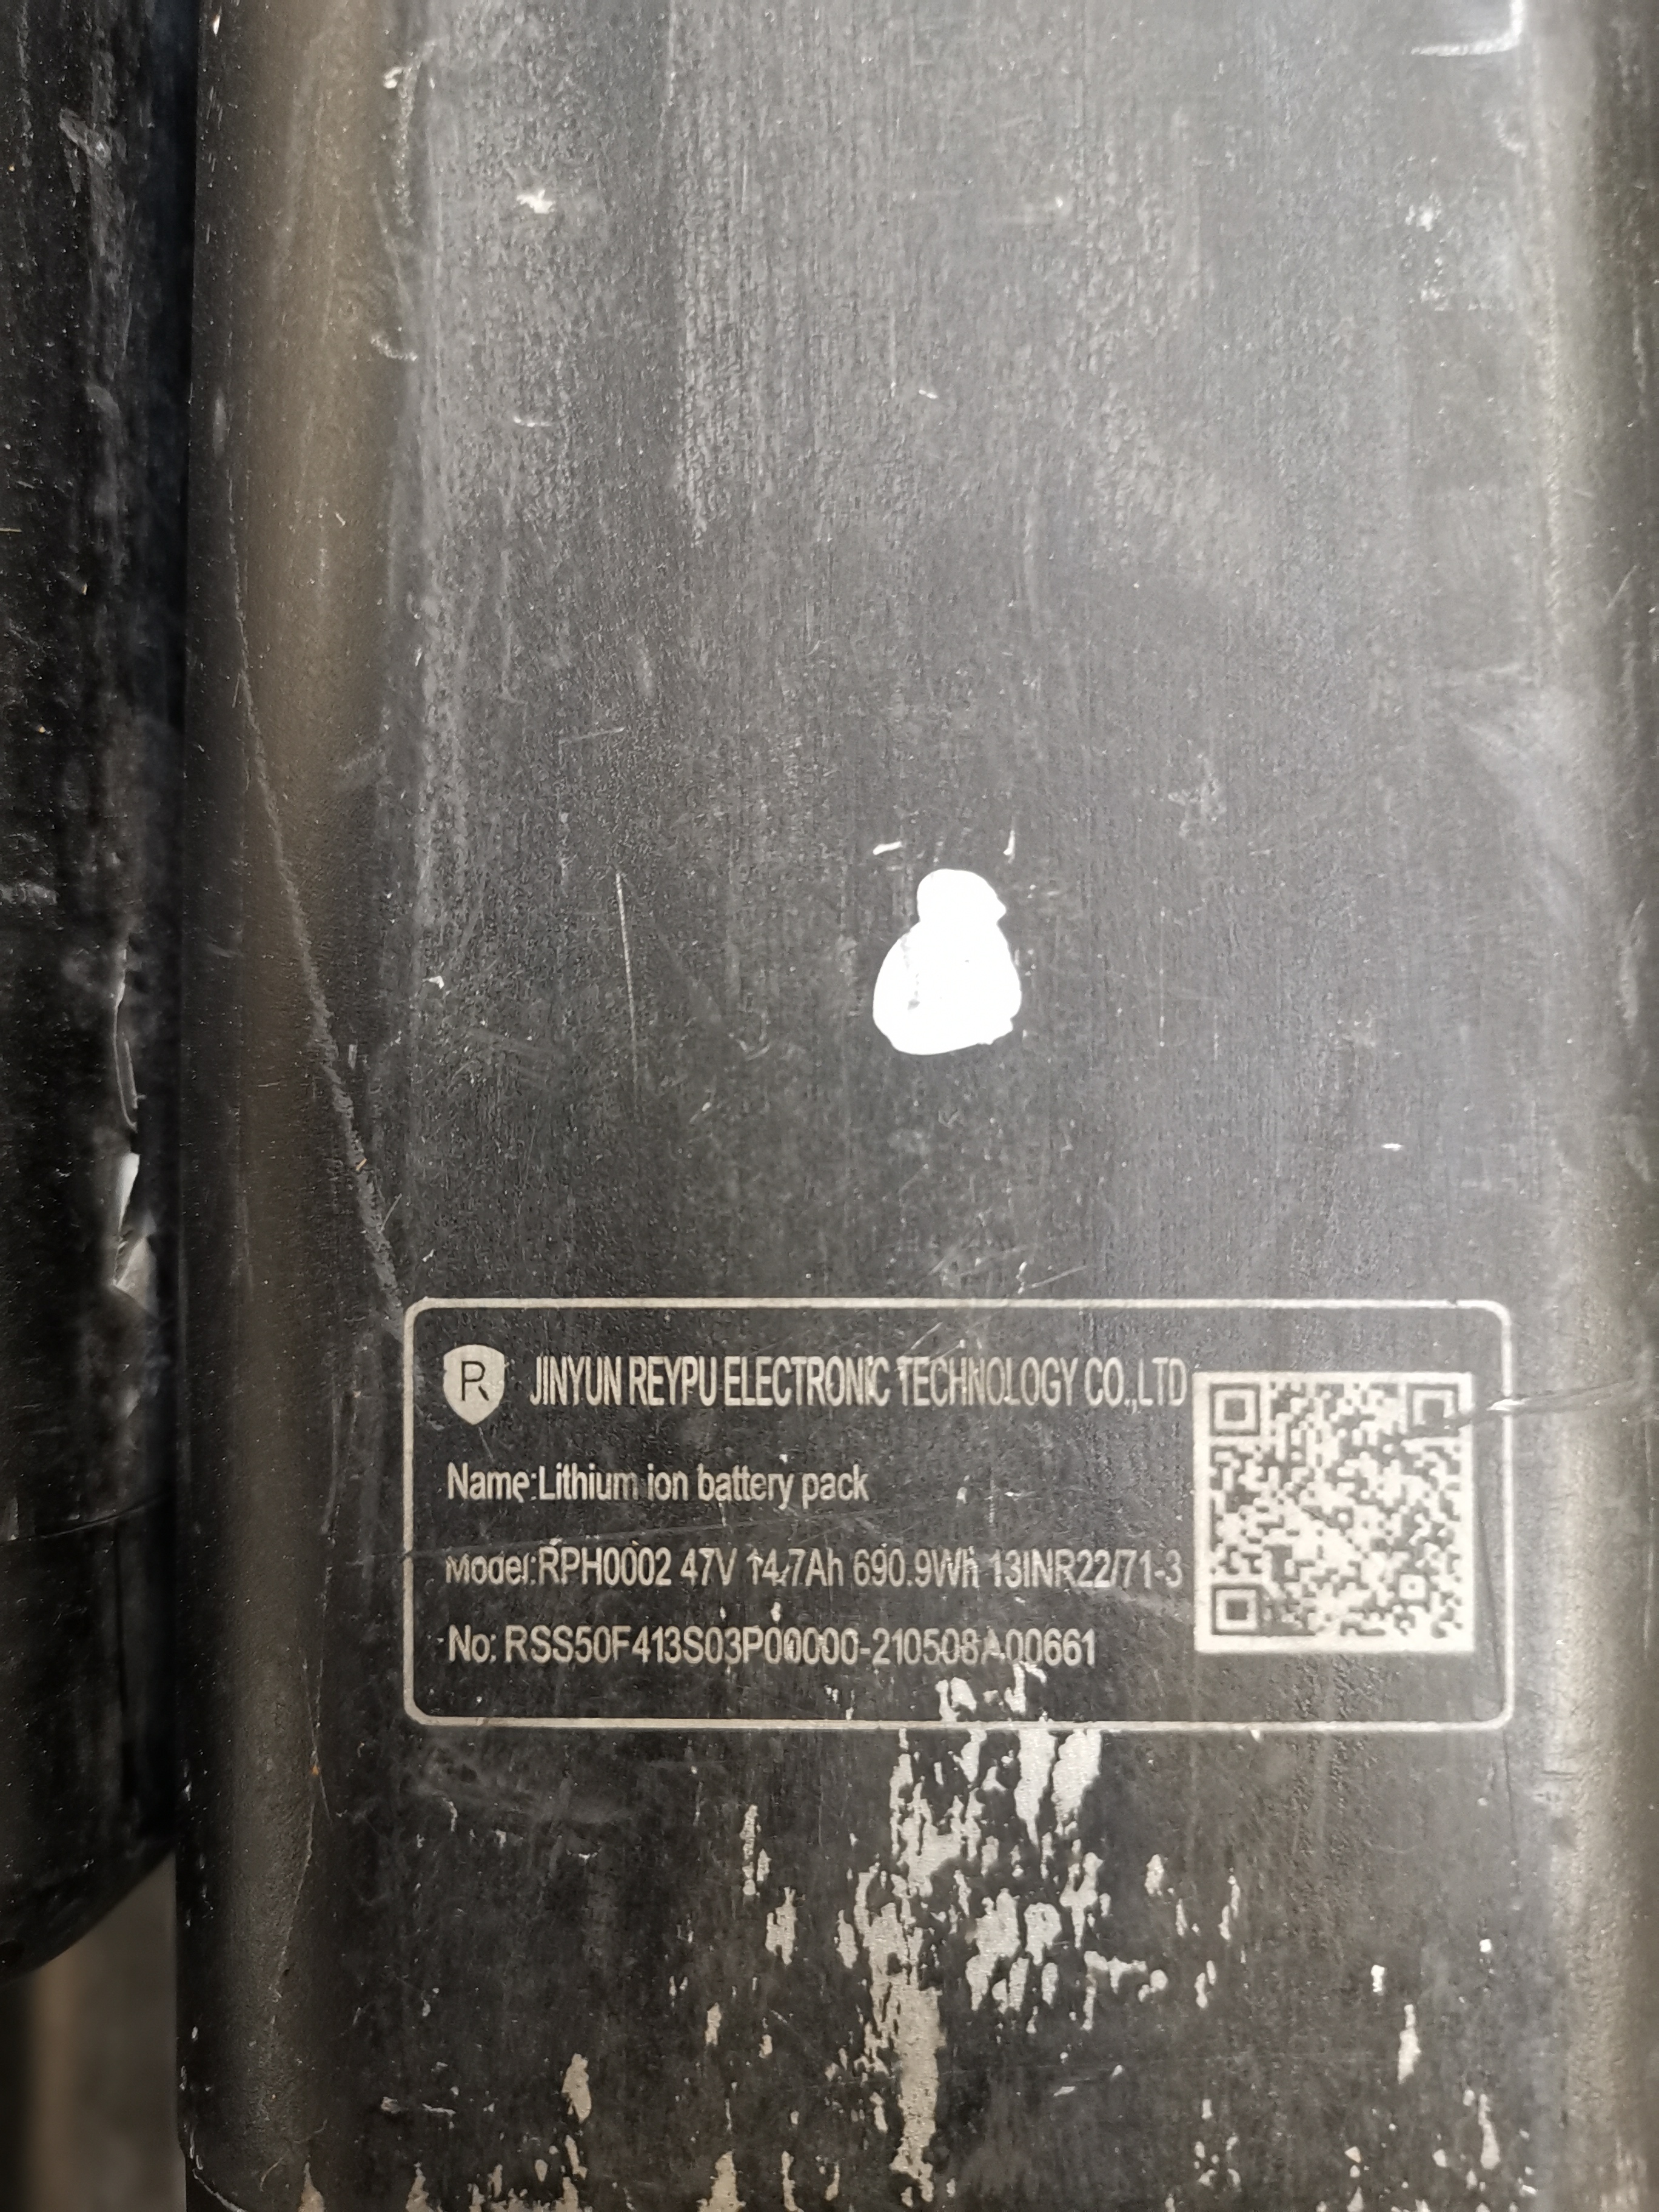 R JINYUN REYPU ELECTRONIC TECHNOLOGY CO.,LTD
Name:Lithium ion battery pack
Model:RPH0002 47V 14.7Ah 690.9Wh 13INR22/71-3
No: RSS50F413S03P00000-210508A00661